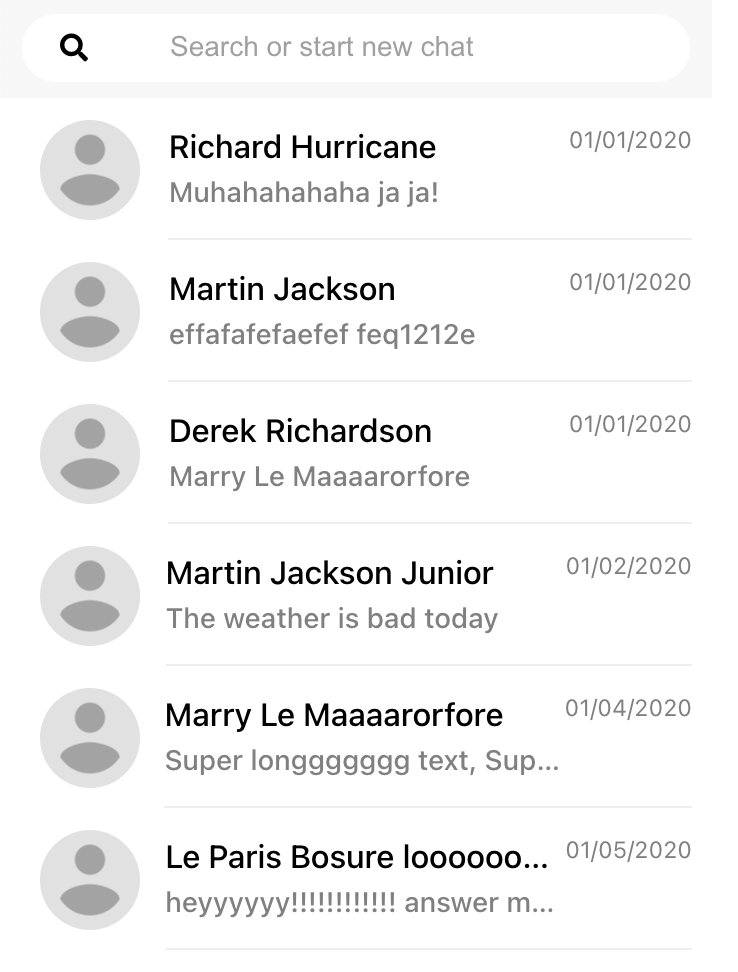 Search or start new chat
Richard Hurricane 01/01/2020
Muhahahahaha ja ja!
Martin Jackson 01/01/2020
effafafefaefef feq1212e
Derek Richardson 01/01/2020
Marry Le Maaaarorfore
Martin Jackson Junior 01/02/2020
The weather is bad today
Marry Le Maaaarorfore 01/04/2020
Super longggggg text, Sup...
Le Paris Bosure loooooo... 01/05/2020
heyyyyyy!!!!!!!!!!!! answer m...